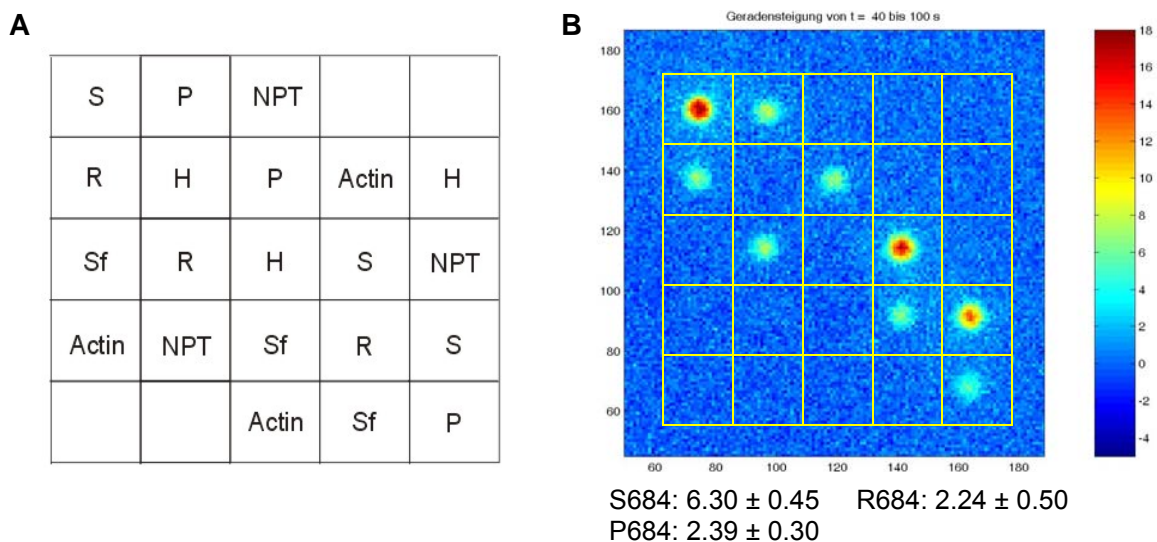 A
S P NPT
R H P Actin H
Sf R H S NPT
Actin NPT Sf R S
Actin Sf P
B
Geradensteigung von t = 40 bis 100 s
180
160
140
120
100
80
60
60 80 100 120 140 160 180
18
16
14
12
10
8
6
4
2
0
-2
-4
S684: 6.30 ± 0.45 R684: 2.24 ± 0.50
P684: 2.39 ± 0.30